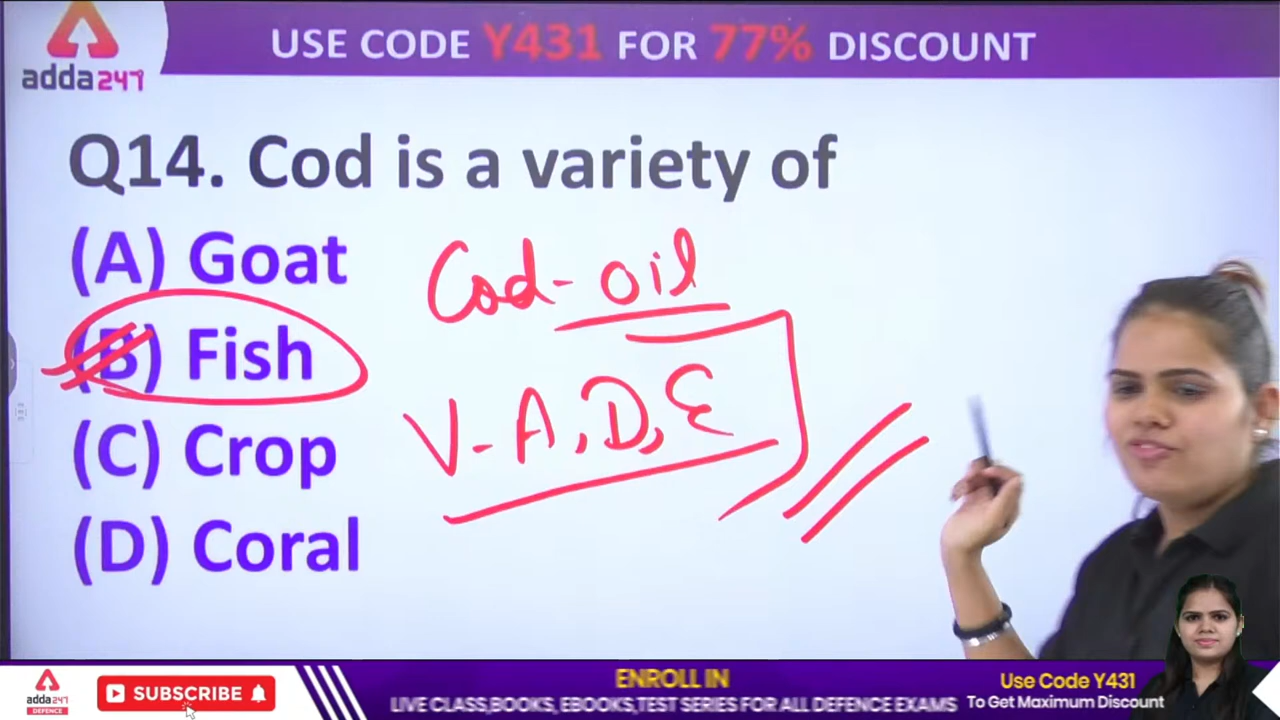 USE CODE Y431 FOR 77% DISCOUNT
adda247
Q14. Cod is a variety of
(A) Goat
Cod-oil
(B) Fish
V-A,D,E
(C) Crop
(D) Coral
adda247
DEFENCE
SUBSCRIBE
ENROLL IN
LIVE CLASS,BOOKS, EBOOKS,TEST SERIES FOR ALL DEFENCE EXAMS
Use Code Y431
To Get Maximum Discount